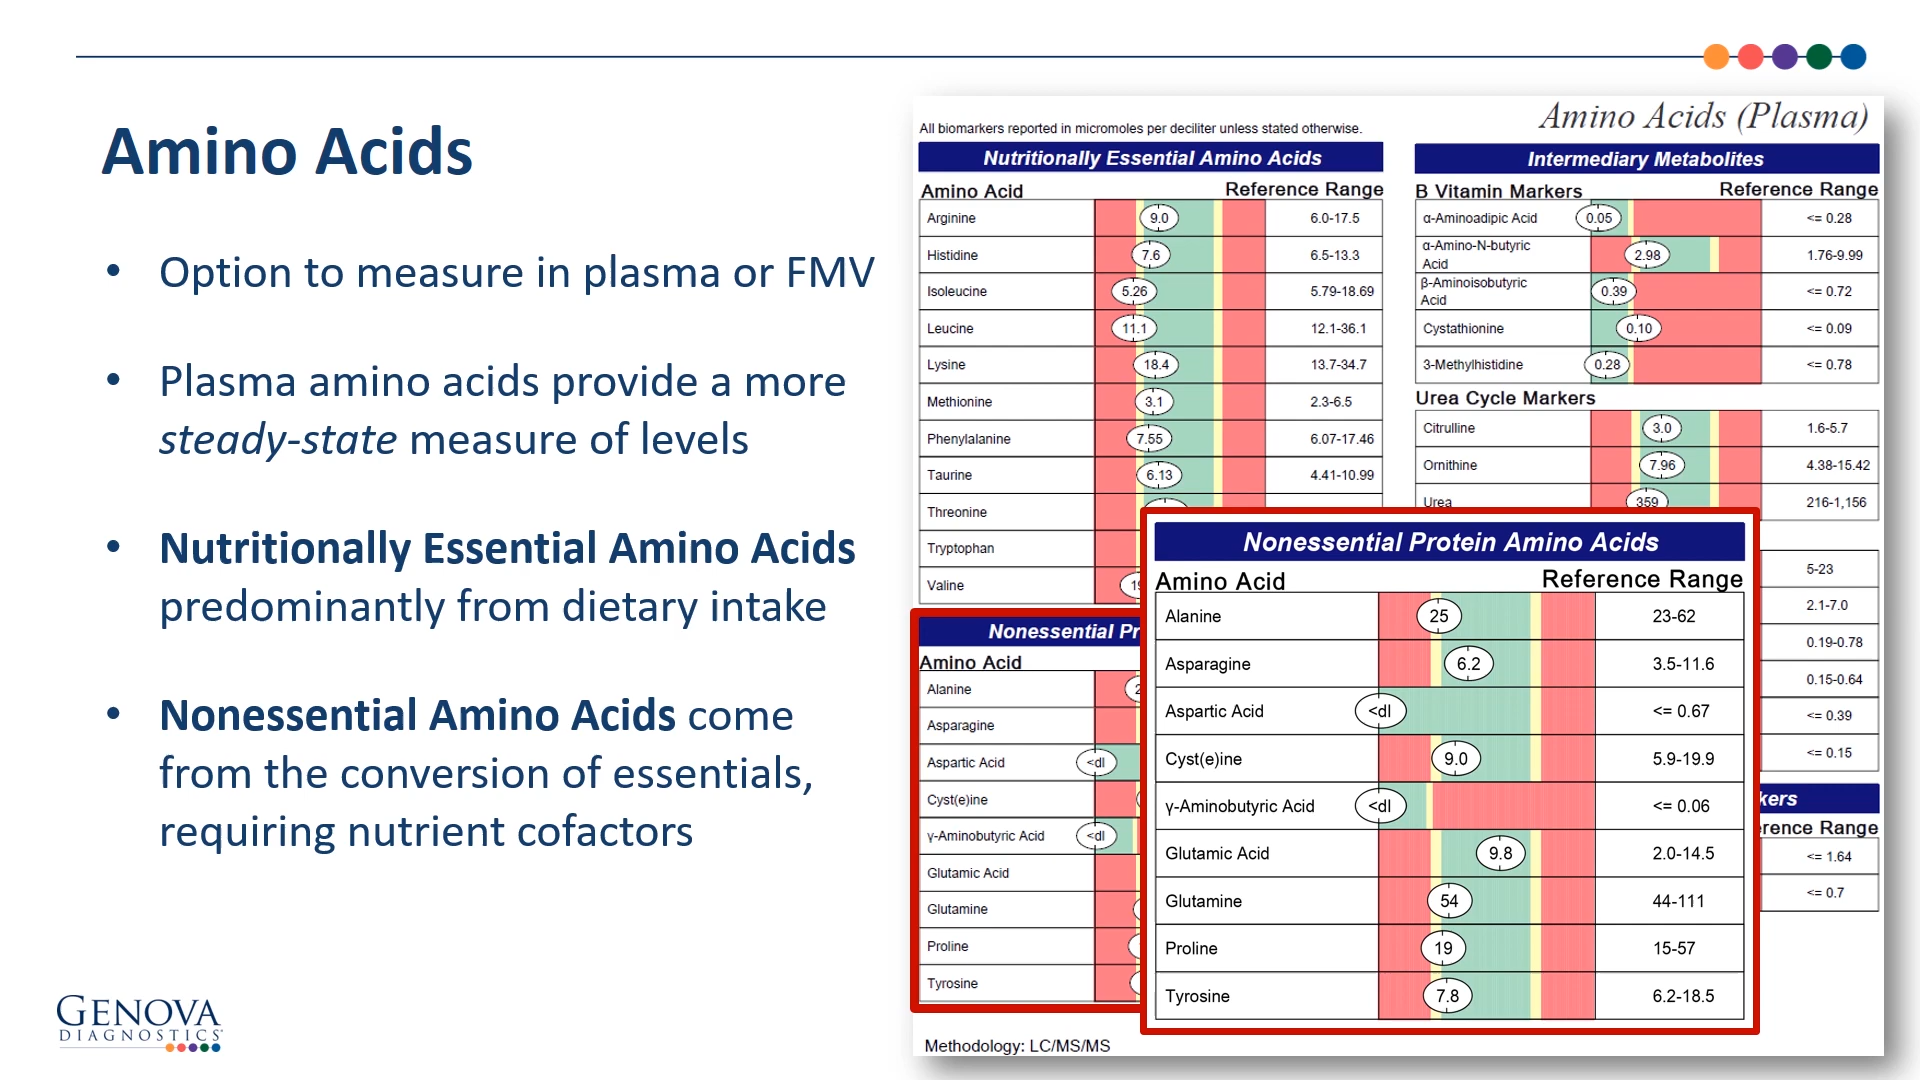 Amino Acids
• Option to measure in plasma or FMV
• Plasma amino acids provide a more
steady-state measure of levels
• Nutritionally Essential Amino Acids
predominantly from dietary intake
• Nonessential Amino Acids come
from the conversion of essentials,
requiring nutrient cofactors
GENOVA
DIAGNOSTICS
Amino Acids (Plasma)
All biomarkers reported in micromoles per deciliter unless stated otherwise.
Nutritionally Essential Amino Acids
Amino Acid Reference Range
Arginine 9.0 6.0-17.5
Histidine 7.6 6.5-13.3
Isoleucine 5.26 5.79-18.69
Leucine 11.1 12.1-36.1
Lysine 18.4 13.7-34.7
Methionine 3.1 2.3-6.5
Phenylalanine 7.55 6.07-17.46
Taurine 6.13 4.41-10.99
Threonine
Tryptophan
Valine
Nonessential Pr
Amino Acid
Alanine
Asparagine
Aspartic Acid <dl
Cyst(e)ine
γ-Aminobutyric Acid <dl
Glutamic Acid
Glutamine
Proline
Tyrosine
Methodology: LC/MS/MS
Intermediary Metabolites
B Vitamin Markers Reference Range
α-Aminoadipic Acid 0.05 <= 0.28
α-Amino-N-butyric
Acid 2.98 1.76-9.99
β-Aminoisobutyric
Acid 0.39 <= 0.72
Cystathionine 0.10 <= 0.09
3-Methylhistidine 0.28 <= 0.78
Urea Cycle Markers
Citrulline 3.0 1.6-5.7
Ornithine 7.96 4.38-15.42
Urea 359 216-1,156
5-23
2.1-7.0
0.19-0.78
0.15-0.64
<= 0.39
<= 0.15
kers
erence Range
<= 1.64
<= 0.7
Nonessential Protein Amino Acids
Amino Acid Reference Range
Alanine 25 23-62
Asparagine 6.2 3.5-11.6
Aspartic Acid <dl <= 0.67
Cyst(e)ine 9.0 5.9-19.9
γ-Aminobutyric Acid <dl <= 0.06
Glutamic Acid 9.8 2.0-14.5
Glutamine 54 44-111
Proline 19 15-57
Tyrosine 7.8 6.2-18.5